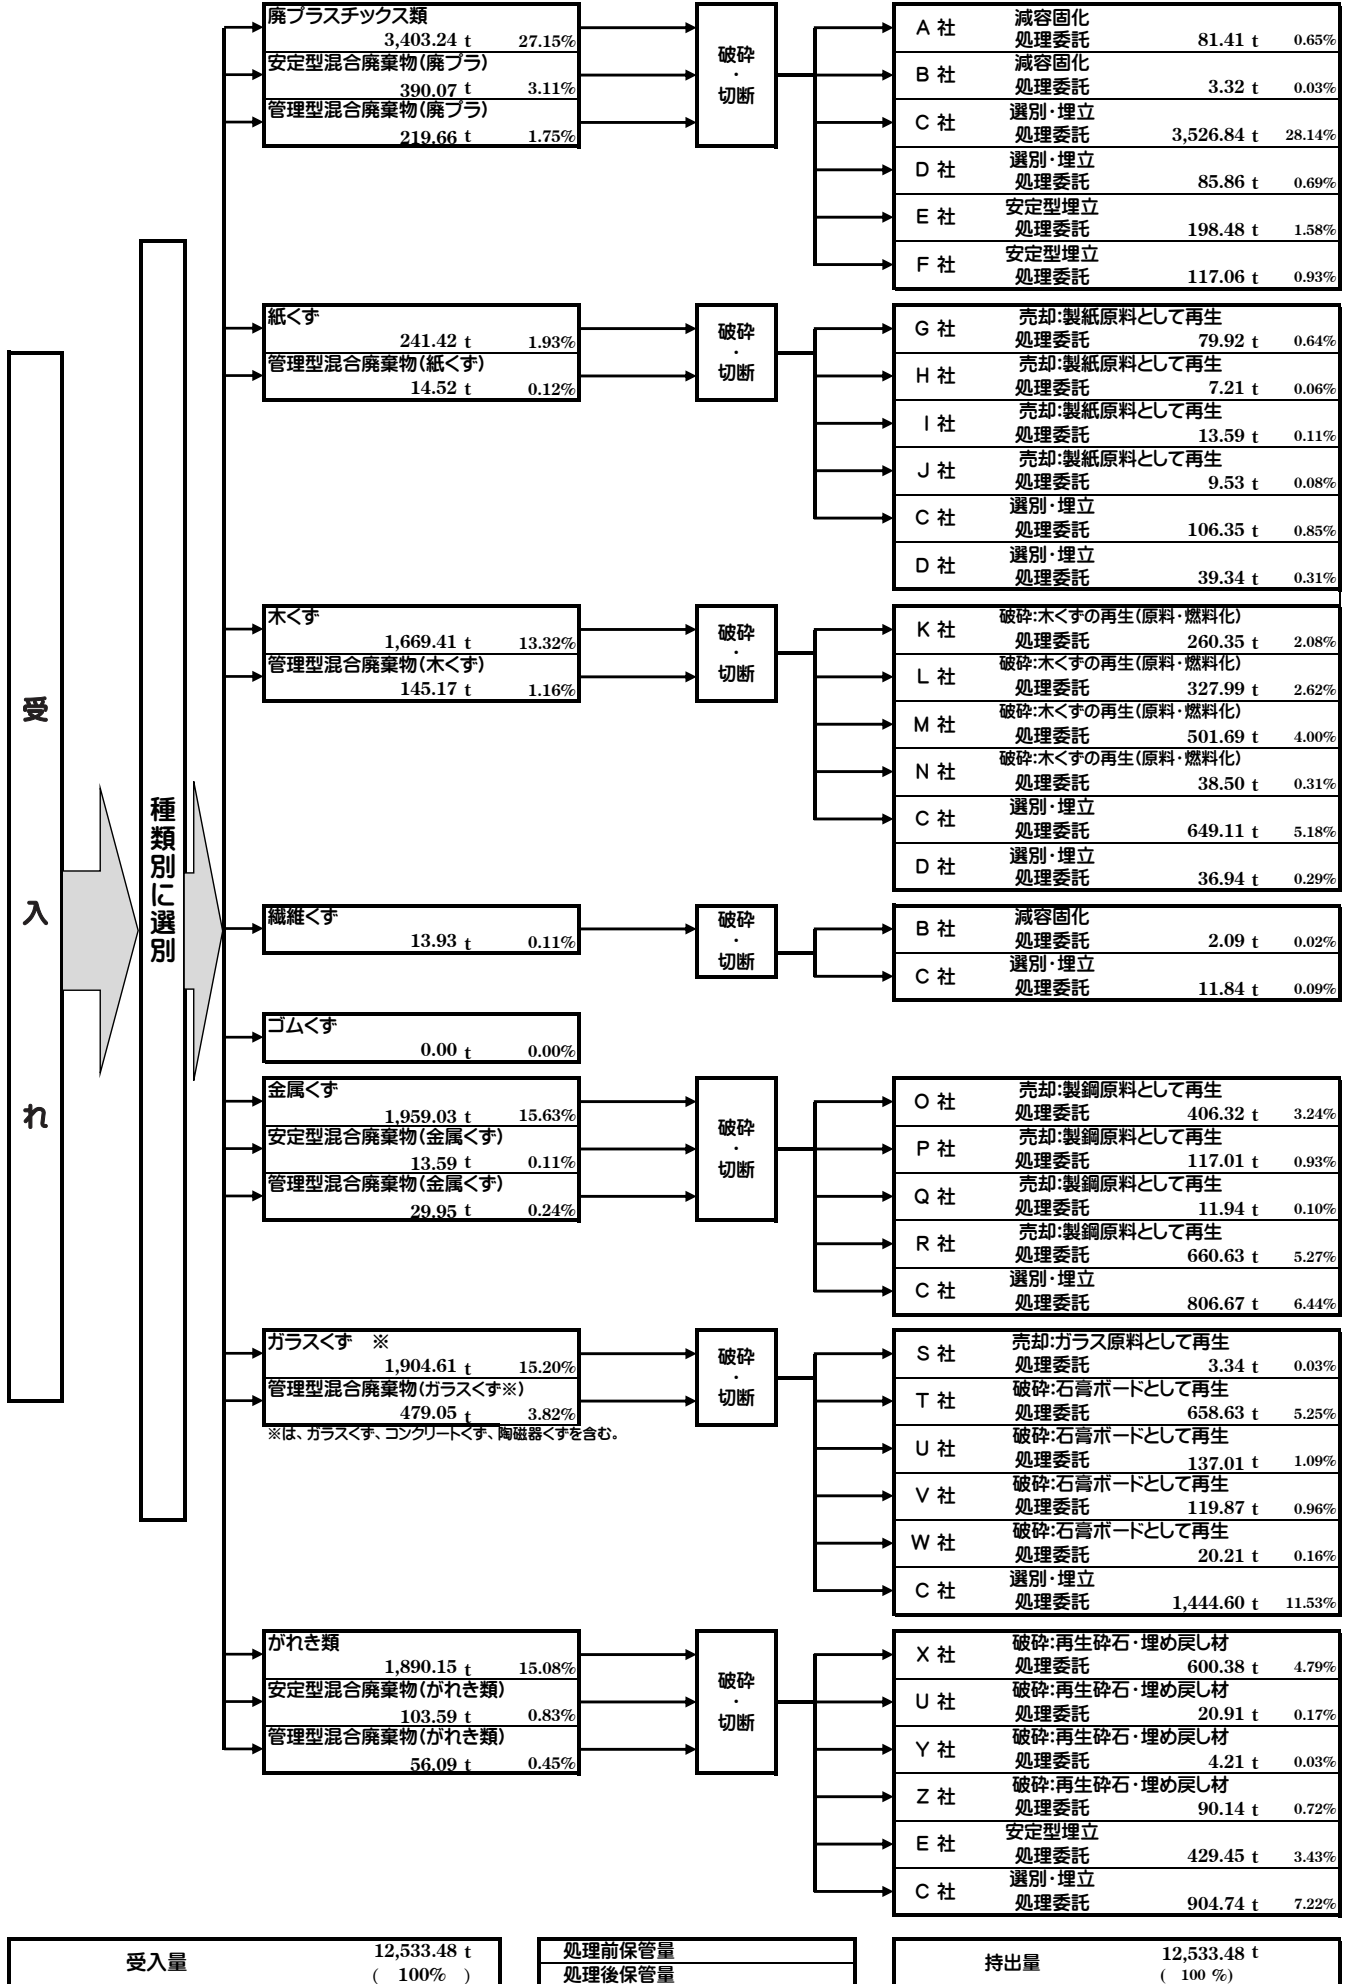 受入れ
種類別に選別
廃プラスチックス類
3,403.24 t 27.15%
安定型混合廃棄物(廃プラ)
390.07 t 3.11%
管理型混合廃棄物(廃プラ)
219.66 t 1.75%
破砕・切断
A 社 減容固化
処理委託 81.41 t 0.65%
B 社 減容固化
処理委託 3.32 t 0.03%
C 社 選別・埋立
処理委託 3,526.84 t 28.14%
D 社 選別・埋立
処理委託 85.86 t 0.69%
E 社 安定型埋立
処理委託 198.48 t 1.58%
F 社 安定型埋立
処理委託 117.06 t 0.93%
紙くず
241.42 t 1.93%
管理型混合廃棄物(紙くず)
14.52 t 0.12%
破砕・切断
G 社 売却:製紙原料として再生
処理委託 79.92 t 0.64%
H 社 売却:製紙原料として再生
処理委託 7.21 t 0.06%
I 社 売却:製紙原料として再生
処理委託 13.59 t 0.11%
J 社 売却:製紙原料として再生
処理委託 9.53 t 0.08%
C 社 選別・埋立
処理委託 106.35 t 0.85%
D 社 選別・埋立
処理委託 39.34 t 0.31%
木くず
1,669.41 t 13.32%
管理型混合廃棄物(木くず)
145.17 t 1.16%
破砕・切断
K 社 破砕:木くずの再生(原料・燃料化)
処理委託 260.35 t 2.08%
L 社 破砕:木くずの再生(原料・燃料化)
処理委託 327.99 t 2.62%
M 社 破砕:木くずの再生(原料・燃料化)
処理委託 501.69 t 4.00%
N 社 破砕:木くずの再生(原料・燃料化)
処理委託 38.50 t 0.31%
C 社 選別・埋立
処理委託 649.11 t 5.18%
D 社 選別・埋立
処理委託 36.94 t 0.29%
繊維くず
13.93 t 0.11%
破砕・切断
B 社 減容固化
処理委託 2.09 t 0.02%
C 社 選別・埋立
処理委託 11.84 t 0.09%
ゴムくず
0.00 t 0.00%
金属くず
1,959.03 t 15.63%
安定型混合廃棄物(金属くず)
13.59 t 0.11%
管理型混合廃棄物(金属くず)
29.95 t 0.24%
破砕・切断
O 社 売却:製鋼原料として再生
処理委託 406.32 t 3.24%
P 社 売却:製鋼原料として再生
処理委託 117.01 t 0.93%
Q 社 売却:製鋼原料として再生
処理委託 11.94 t 0.10%
R 社 売却:製鋼原料として再生
処理委託 660.63 t 5.27%
C 社 選別・埋立
処理委託 806.67 t 6.44%
ガラスくず ※
1,904.61 t 15.20%
管理型混合廃棄物(ガラスくず※)
479.05 t 3.82%
※は、ガラスくず、コンクリートくず、陶磁器くずを含む。
破砕・切断
S 社 売却:ガラス原料として再生
処理委託 3.34 t 0.03%
T 社 破砕:石膏ボードとして再生
処理委託 658.63 t 5.25%
U 社 破砕:石膏ボードとして再生
処理委託 137.01 t 1.09%
V 社 破砕:石膏ボードとして再生
処理委託 119.87 t 0.96%
W 社 破砕:石膏ボードとして再生
処理委託 20.21 t 0.16%
C 社 選別・埋立
処理委託 1,444.60 t 11.53%
がれき類
1,890.15 t 15.08%
安定型混合廃棄物(がれき類)
103.59 t 0.83%
管理型混合廃棄物(がれき類)
56.09 t 0.45%
破砕・切断
X 社 破砕:再生砕石・埋め戻し材
処理委託 600.38 t 4.79%
U 社 破砕:再生砕石・埋め戻し材
処理委託 20.91 t 0.17%
Y 社 破砕:再生砕石・埋め戻し材
処理委託 4.21 t 0.03%
Z 社 破砕:再生砕石・埋め戻し材
処理委託 90.14 t 0.72%
E 社 安定型埋立
処理委託 429.45 t 3.43%
C 社 選別・埋立
処理委託 904.74 t 7.22%
受入量 12,533.48 t
( 100% )
処理前保管量
処理後保管量
持出量 12,533.48 t
( 100 %)